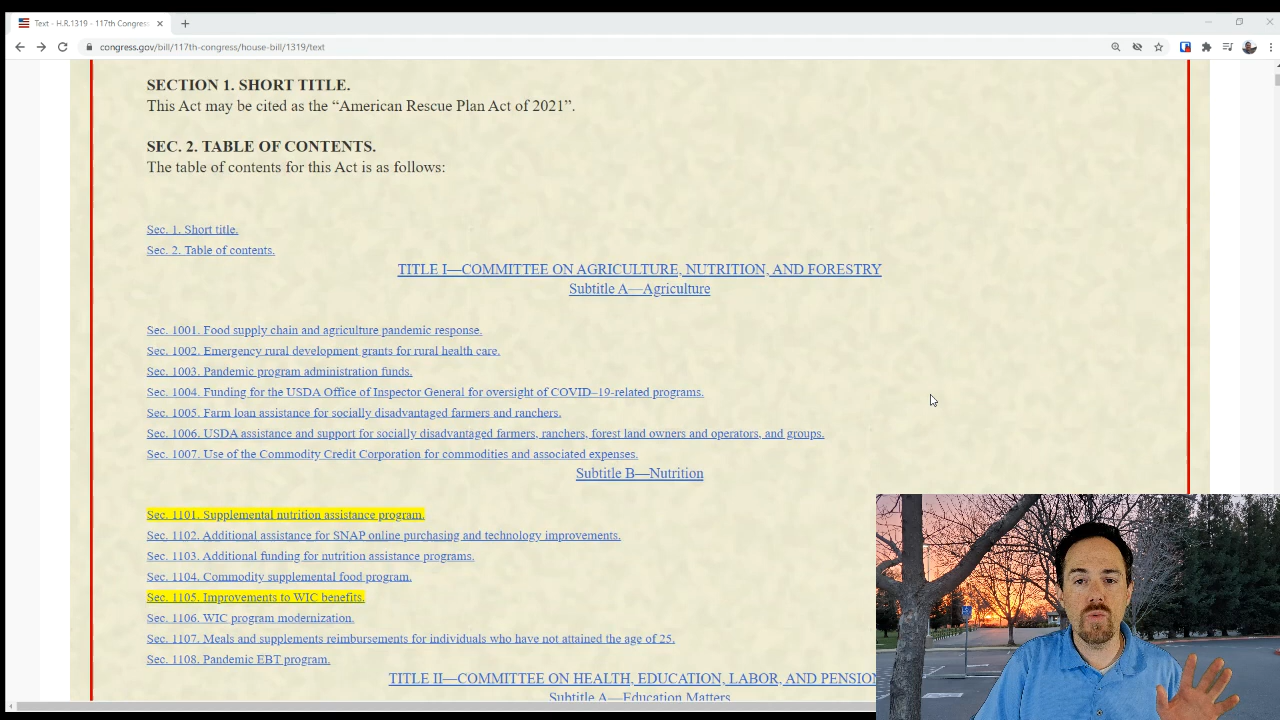 Text - H.R.1319 - 117th Congres
congress.gov/bill/117th-congress/house-bill/1319/text
SECTION 1. SHORT TITLE.
This Act may be cited as the “American Rescue Plan Act of 2021”.
SEC. 2. TABLE OF CONTENTS.
The table of contents for this Act is as follows:
Sec. 1. Short title.
Sec. 2. Table of contents.
TITLE I—COMMITTEE ON AGRICULTURE, NUTRITION, AND FORESTRY
Subtitle A—Agriculture
Sec. 1001. Food supply chain and agriculture pandemic response.
Sec. 1002. Emergency rural development grants for rural health care.
Sec. 1003. Pandemic program administration funds.
Sec. 1004. Funding for the USDA Office of Inspector General for oversight of COVID–19-related programs.
Sec. 1005. Farm loan assistance for socially disadvantaged farmers and ranchers.
Sec. 1006. USDA assistance and support for socially disadvantaged farmers, ranchers, forest land owners and operators, and groups.
Sec. 1007. Use of the Commodity Credit Corporation for commodities and associated expenses.
Subtitle B—Nutrition
Sec. 1101. Supplemental nutrition assistance program.
Sec. 1102. Additional assistance for SNAP online purchasing and technology improvements.
Sec. 1103. Additional funding for nutrition assistance programs.
Sec. 1104. Commodity supplemental food program.
Sec. 1105. Improvements to WIC benefits.
Sec. 1106. WIC program modernization.
Sec. 1107. Meals and supplements reimbursements for individuals who have not attained the age of 25.
Sec. 1108. Pandemic EBT program.
TITLE II—COMMITTEE ON HEALTH, EDUCATION, LABOR, AND PENSION
Subtitle A—Education Matters